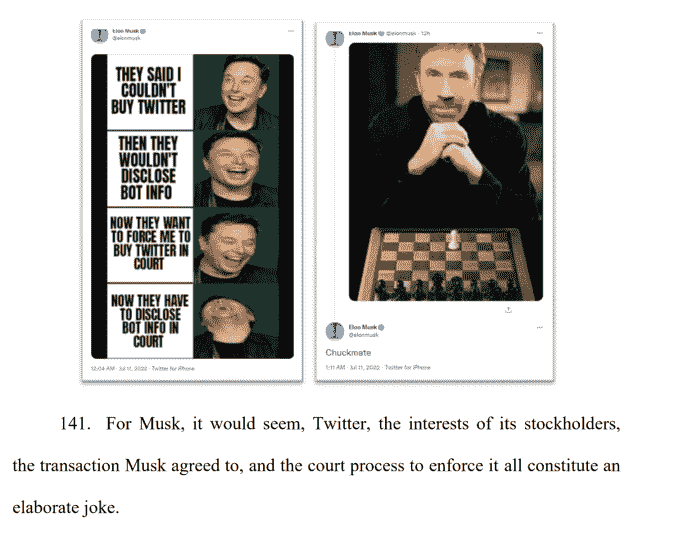 Elon Musk
@elonmusk
THEY SAID I
COULDN'T
BUY TWITTER
THEN THEY
WOULDN'T
DISCLOSE
BOT INFO
NOW THEY WANT
TO FORCE ME TO
BUY TWITTER IN
COURT
NOW THEY HAVE
TO DISCLOSE
BOT INFO IN
COURT
12:04 AM · Jul 11, 2022 · Twitter for iPhone
Elon Musk @elonmusk · 12h
Elon Musk
@elonmusk
Chuckmate
1:11 AM · Jul 11, 2022 · Twitter for iPhone
141. For Musk, it would seem, Twitter, the interests of its stockholders,
the transaction Musk agreed to, and the court process to enforce it all constitute an
elaborate joke.